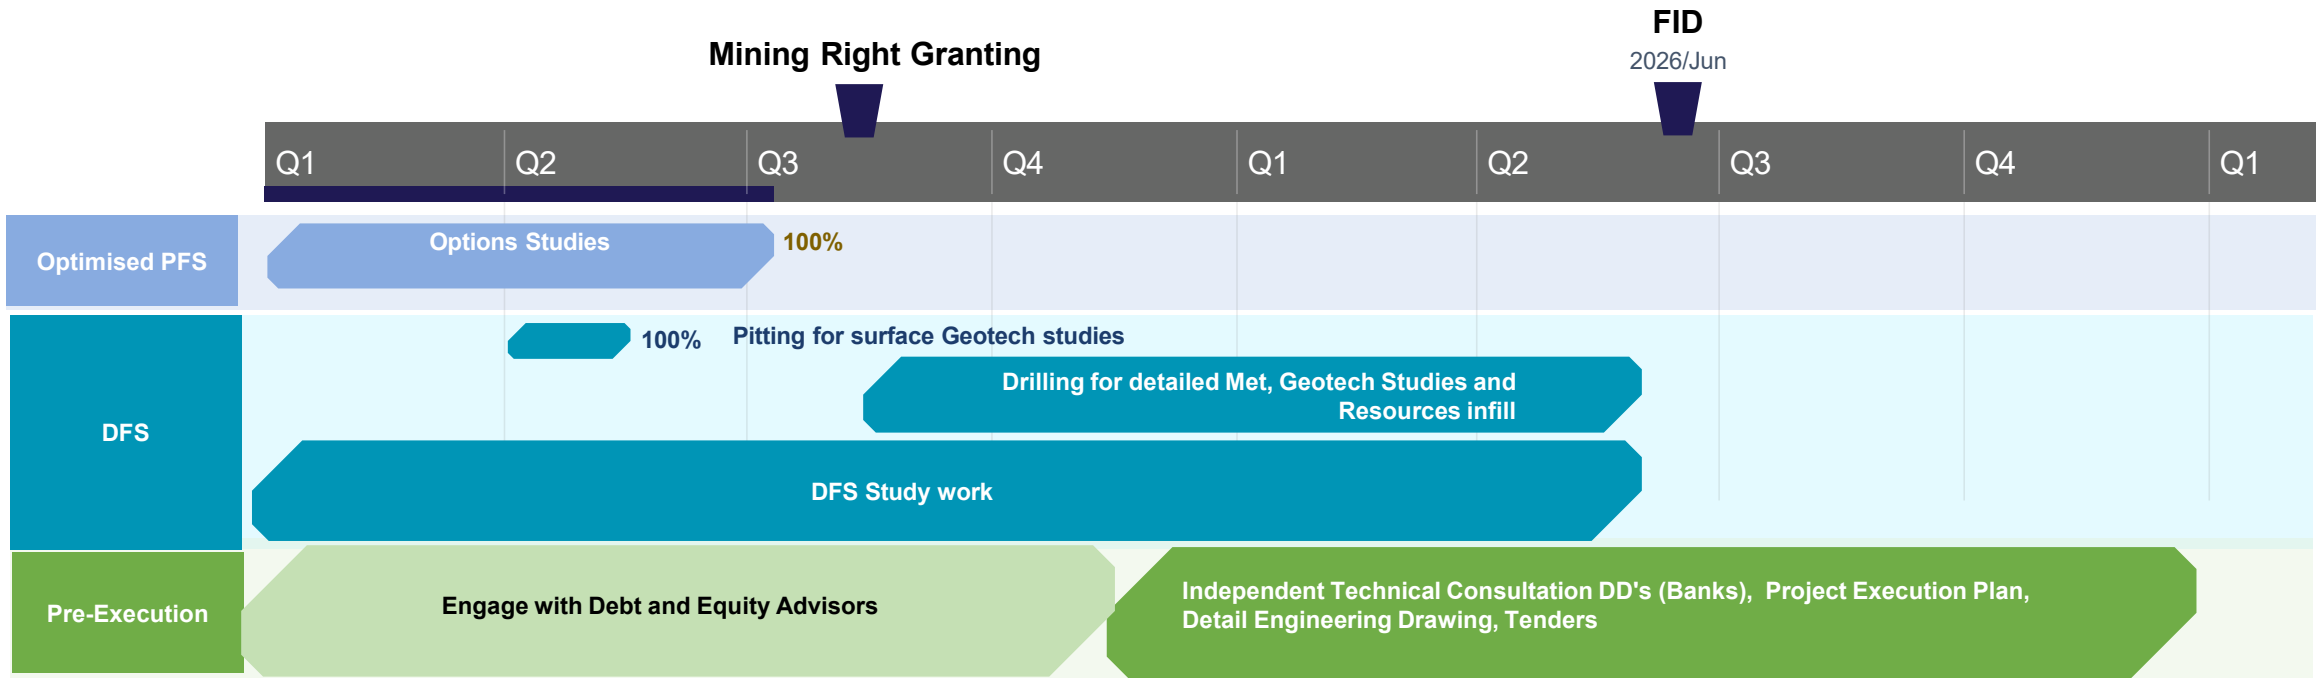 FID
2026/Jun
Mining Right Granting
Q1
Q2
Q3
Q4
Q1
Q2
Q3
Q4
Q1
Optimised PFS
Options Studies
100%
DFS
100%
Pitting for surface Geotech studies
Drilling for detailed Met, Geotech Studies and
Resources infill
DFS Study work
Pre-Execution
Engage with Debt and Equity Advisors
Independent Technical Consultation DD's (Banks),  Project Execution Plan,
Detail Engineering Drawing, Tenders